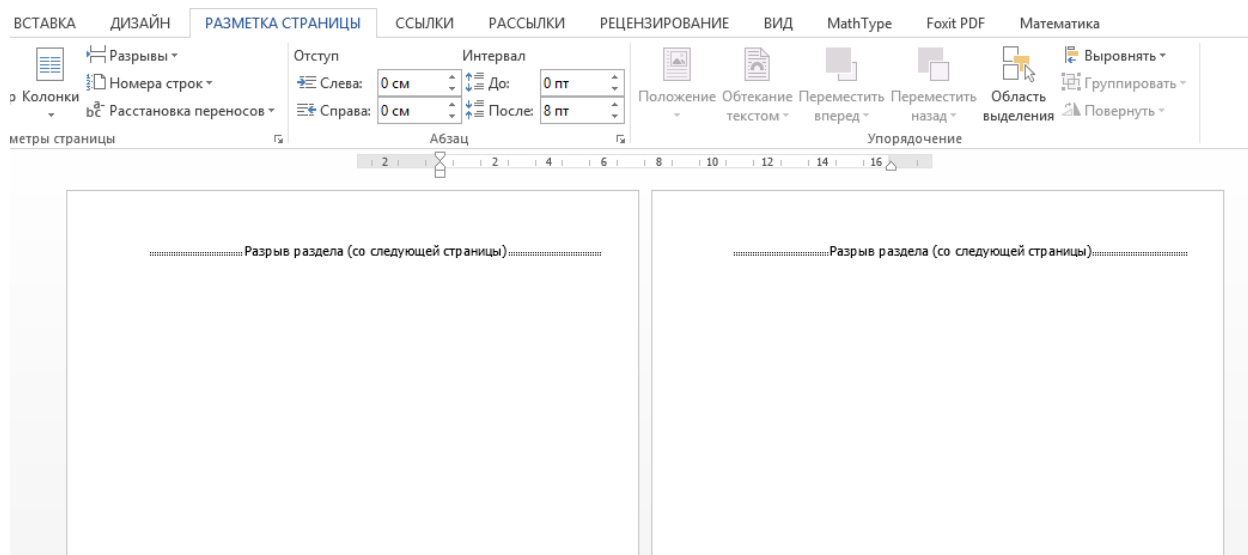 ВСТАВКА ДИЗАЙН РАЗМЕТКА СТРАНИЦЫ ССЫЛКИ РАССЫЛКИ РЕЦЕНЗИРОВАНИЕ ВИД MathType Foxit PDF Математика
Разрывы Отступ Интервал Выровнять
Номера строк Слева: 0 см До: 0 пт Группировать
Колонки Расстановка переносов Справа: 0 см После: 8 пт Положение Обтекание текстом Переместить вперед Переместить назад Область выделения Повернуть
метры страницы Абзац Упорядочение
2 2 4 6 8 10 12 14 16
Разрыв раздела (со следующей страницы) Разрыв раздела (со следующей страницы)